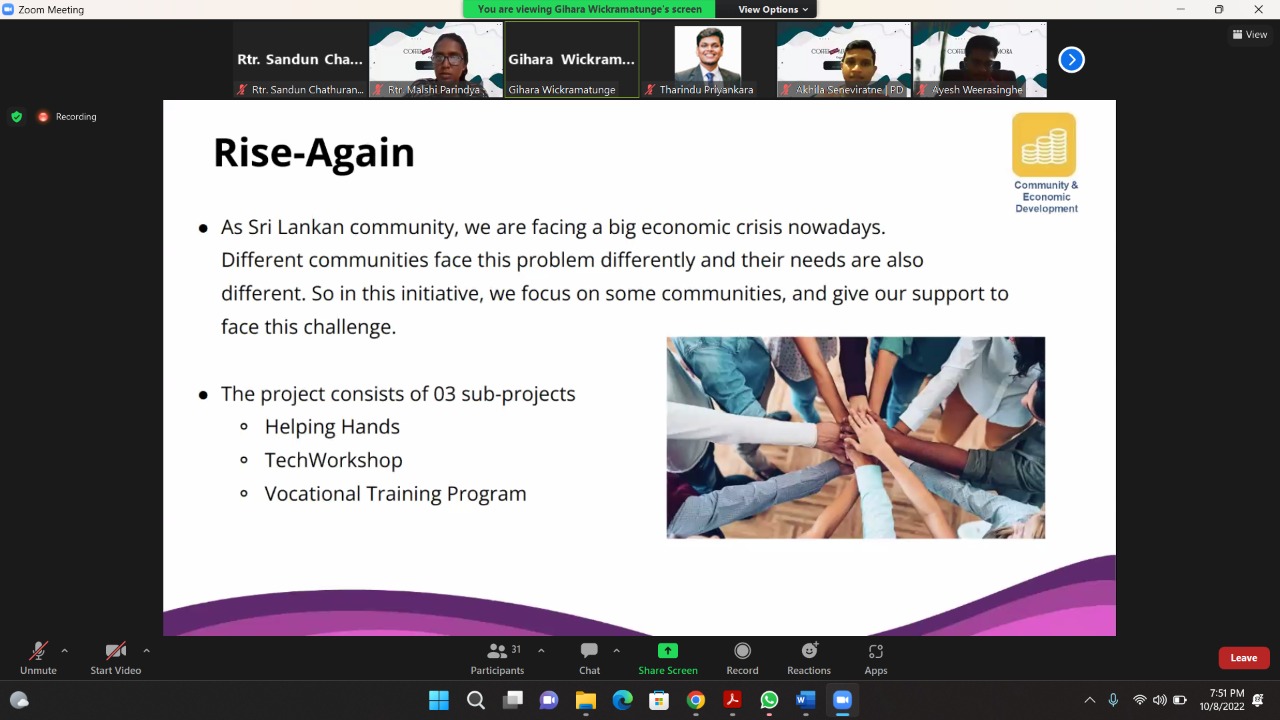 Zoom Meeting
You are viewing Gihara Wickramatunge's screen
View Options
View
Rtr. Sandun Cha...
Gihara Wickram...
Rtr. Sandun Chathuran...
Rtr. Malshi Parindya
Gihara Wickramatunge
Tharindu Priyankara
Akhila Seneviratne | PD
Ayesh Weerasinghe
Recording
Rise-Again
Community &
Economic
Development
● As Sri Lankan community, we are facing a big economic crisis nowadays.
Different communities face this problem differently and their needs are also
different. So in this initiative, we focus on some communities, and give our support to
face this challenge.
● The project consists of 03 sub-projects
○ Helping Hands
○ TechWorkshop
○ Vocational Training Program
Unmute
Start Video
31
Participants
Chat
Share Screen
Record
Reactions
Apps
Leave
7:51 PM
10/8/2022